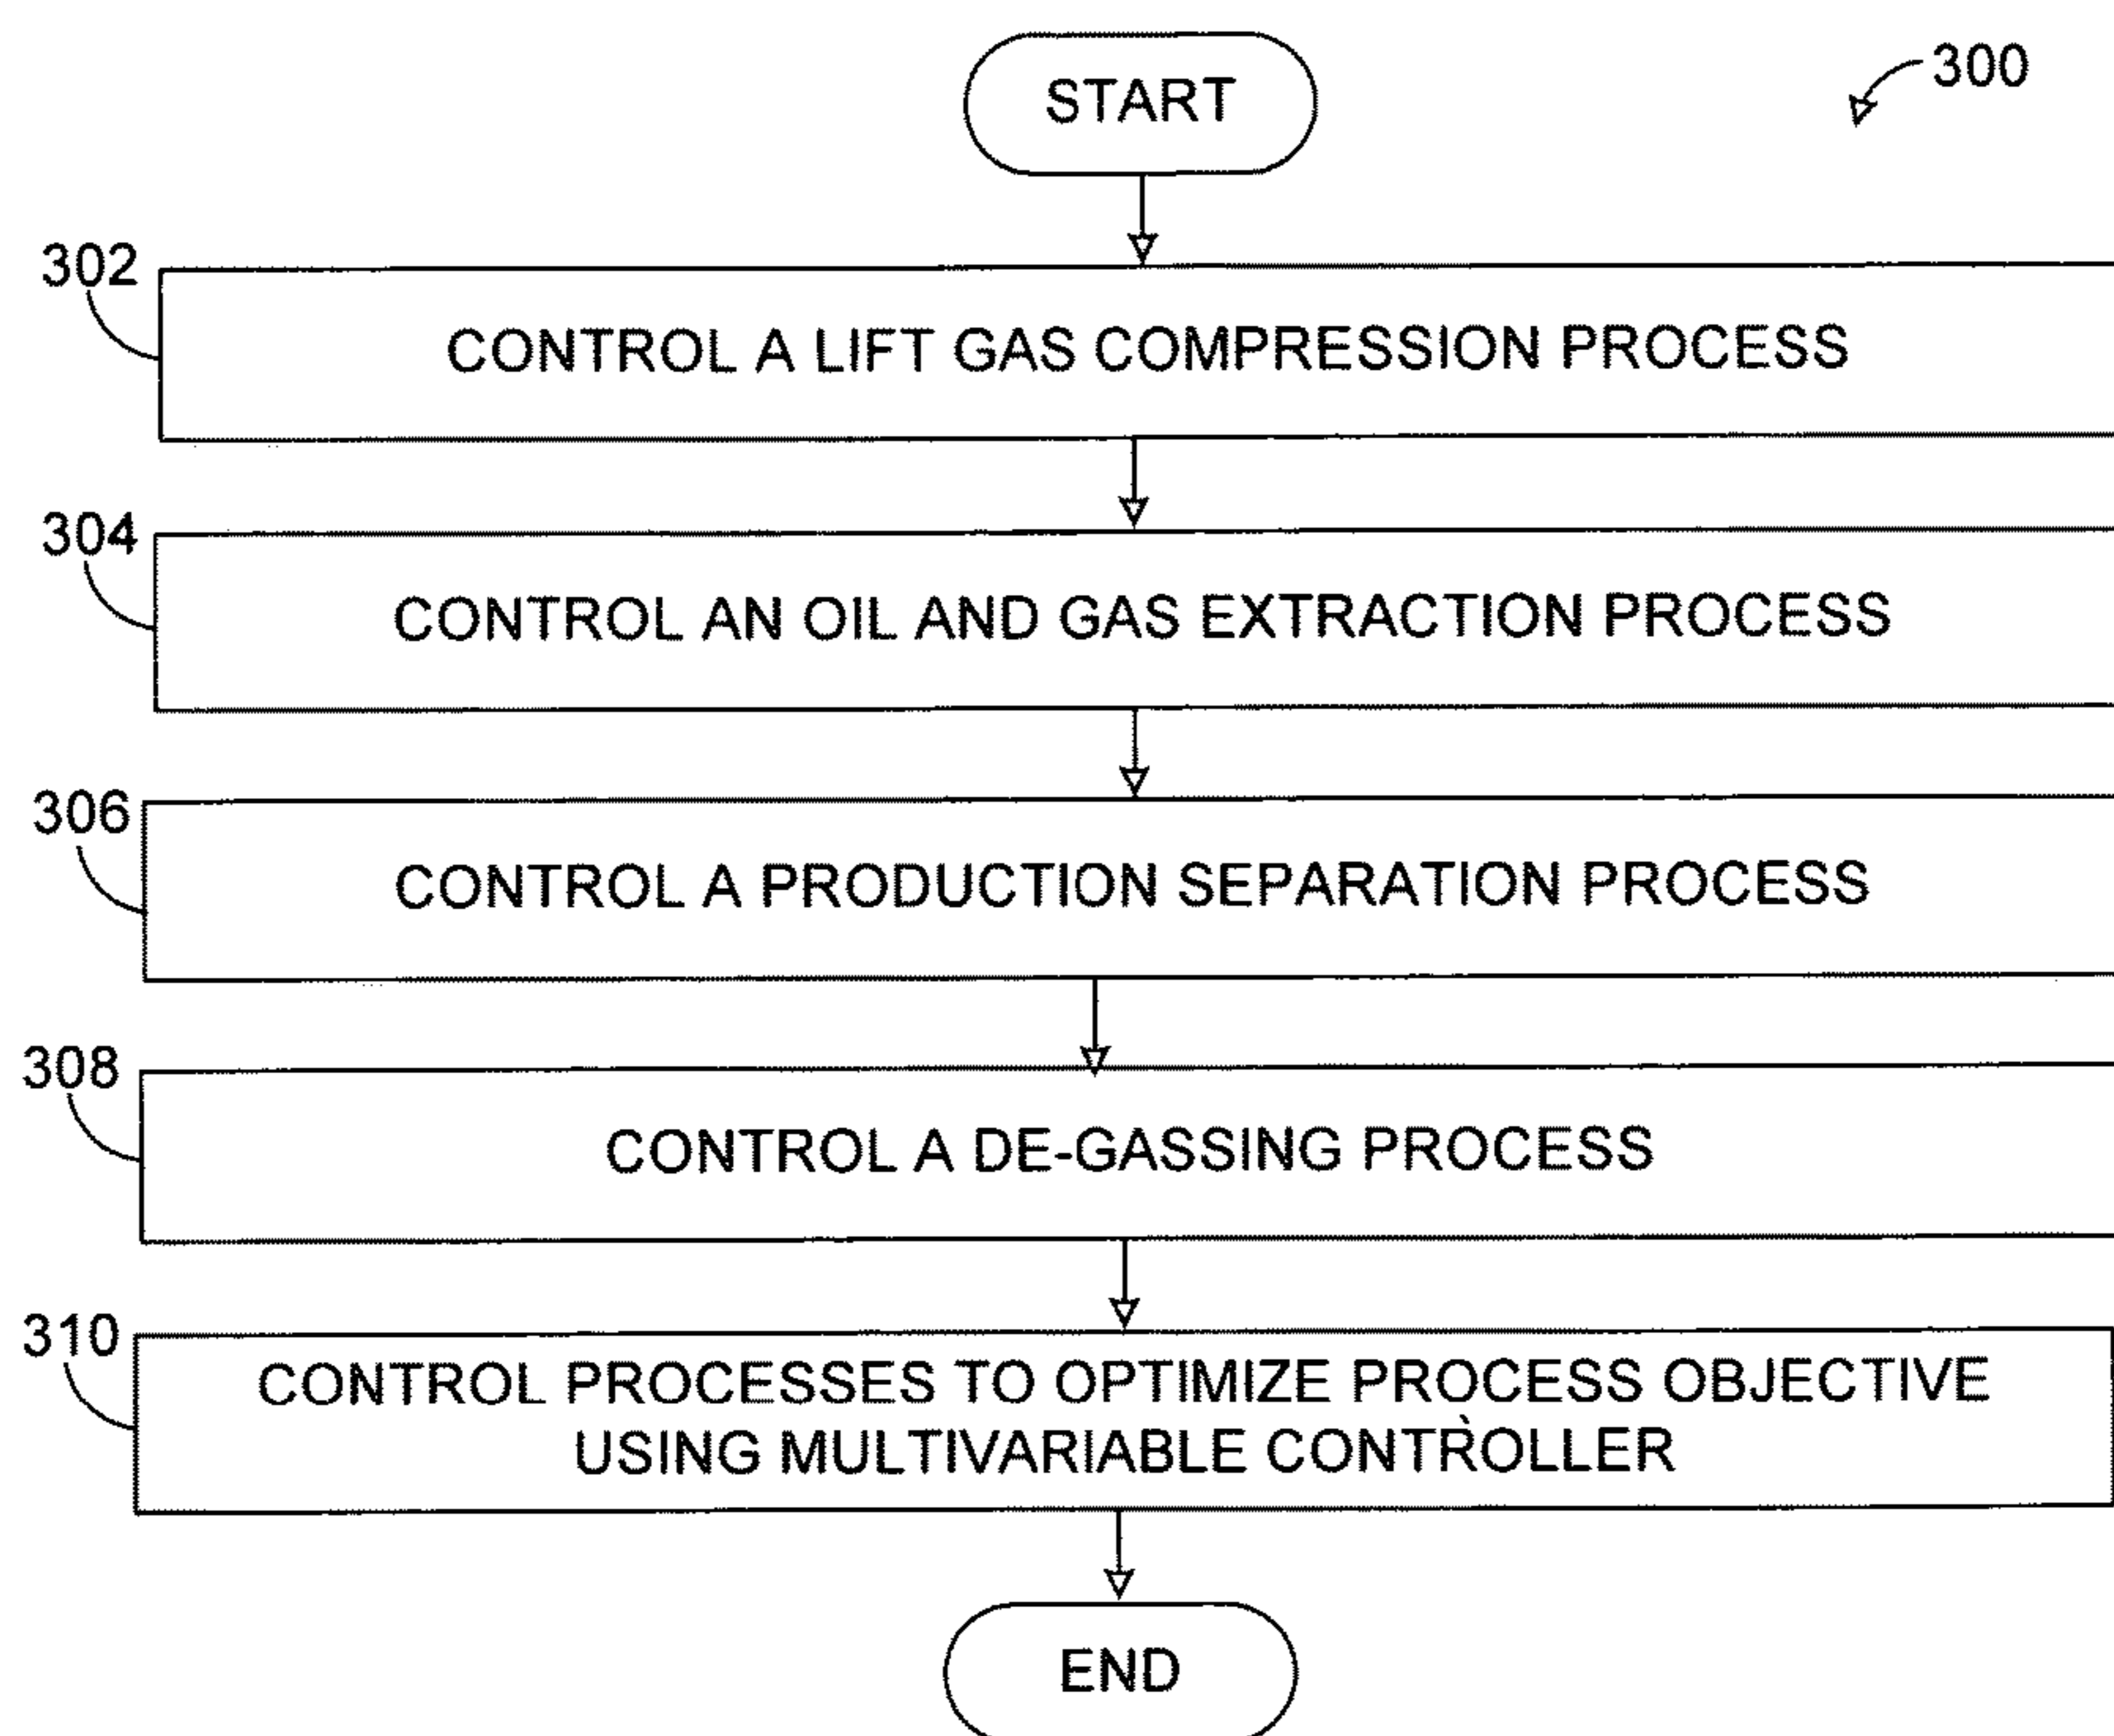 START
300
302
CONTROL A LIFT GAS COMPRESSION PROCESS
304
CONTROL AN OIL AND GAS EXTRACTION PROCESS
306
CONTROL A PRODUCTION SEPARATION PROCESS
308
CONTROL A DE-GASSING PROCESS
310
CONTROL PROCESSES TO OPTIMIZE PROCESS OBJECTIVE
USING MULTIVARIABLE CONTROLLER
END